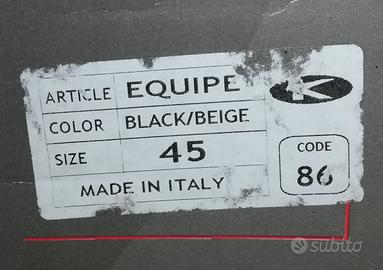 ARTICLE EQUIPE
COLOR BLACK/BEIGE
SIZE 45
MADE IN ITALY
CODE
86
subito